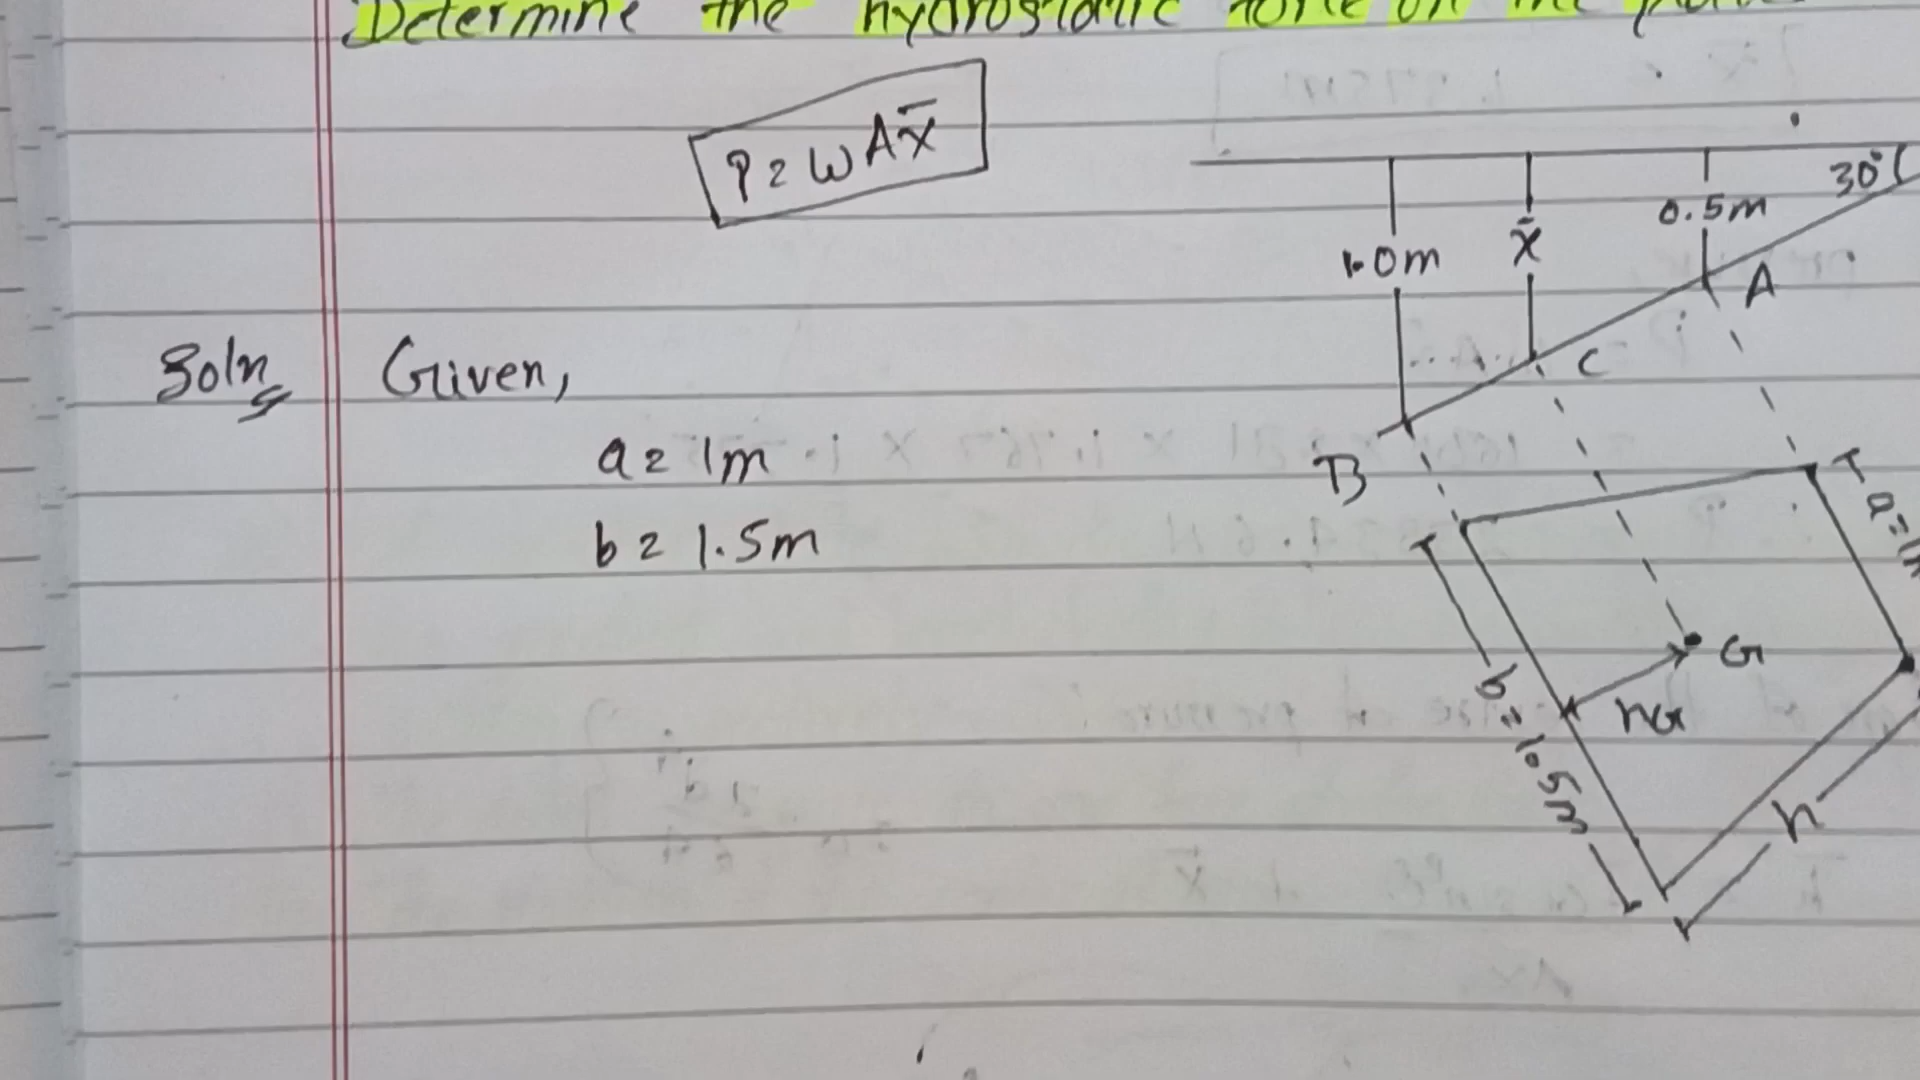 Determine the hydrostatic force on the
P = wAx̄
30°
0.5m
x̄
1.0m
A
Soln
Given,
C
a = 1m
B
a=1m
b = 1.5m
G
hG
b=1.5m
h